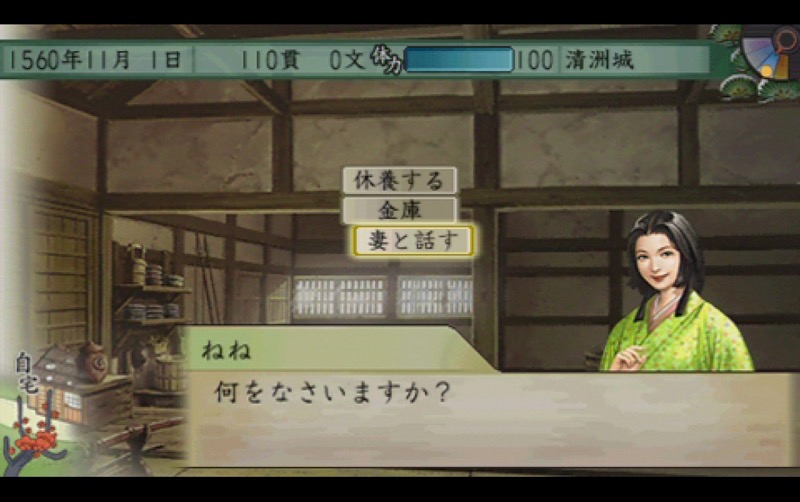 1560年11月 1日 110貫 0文 体力 100 清洲城
休養する
金庫
妻と話す
自宅
ねね
何をなさいますか？